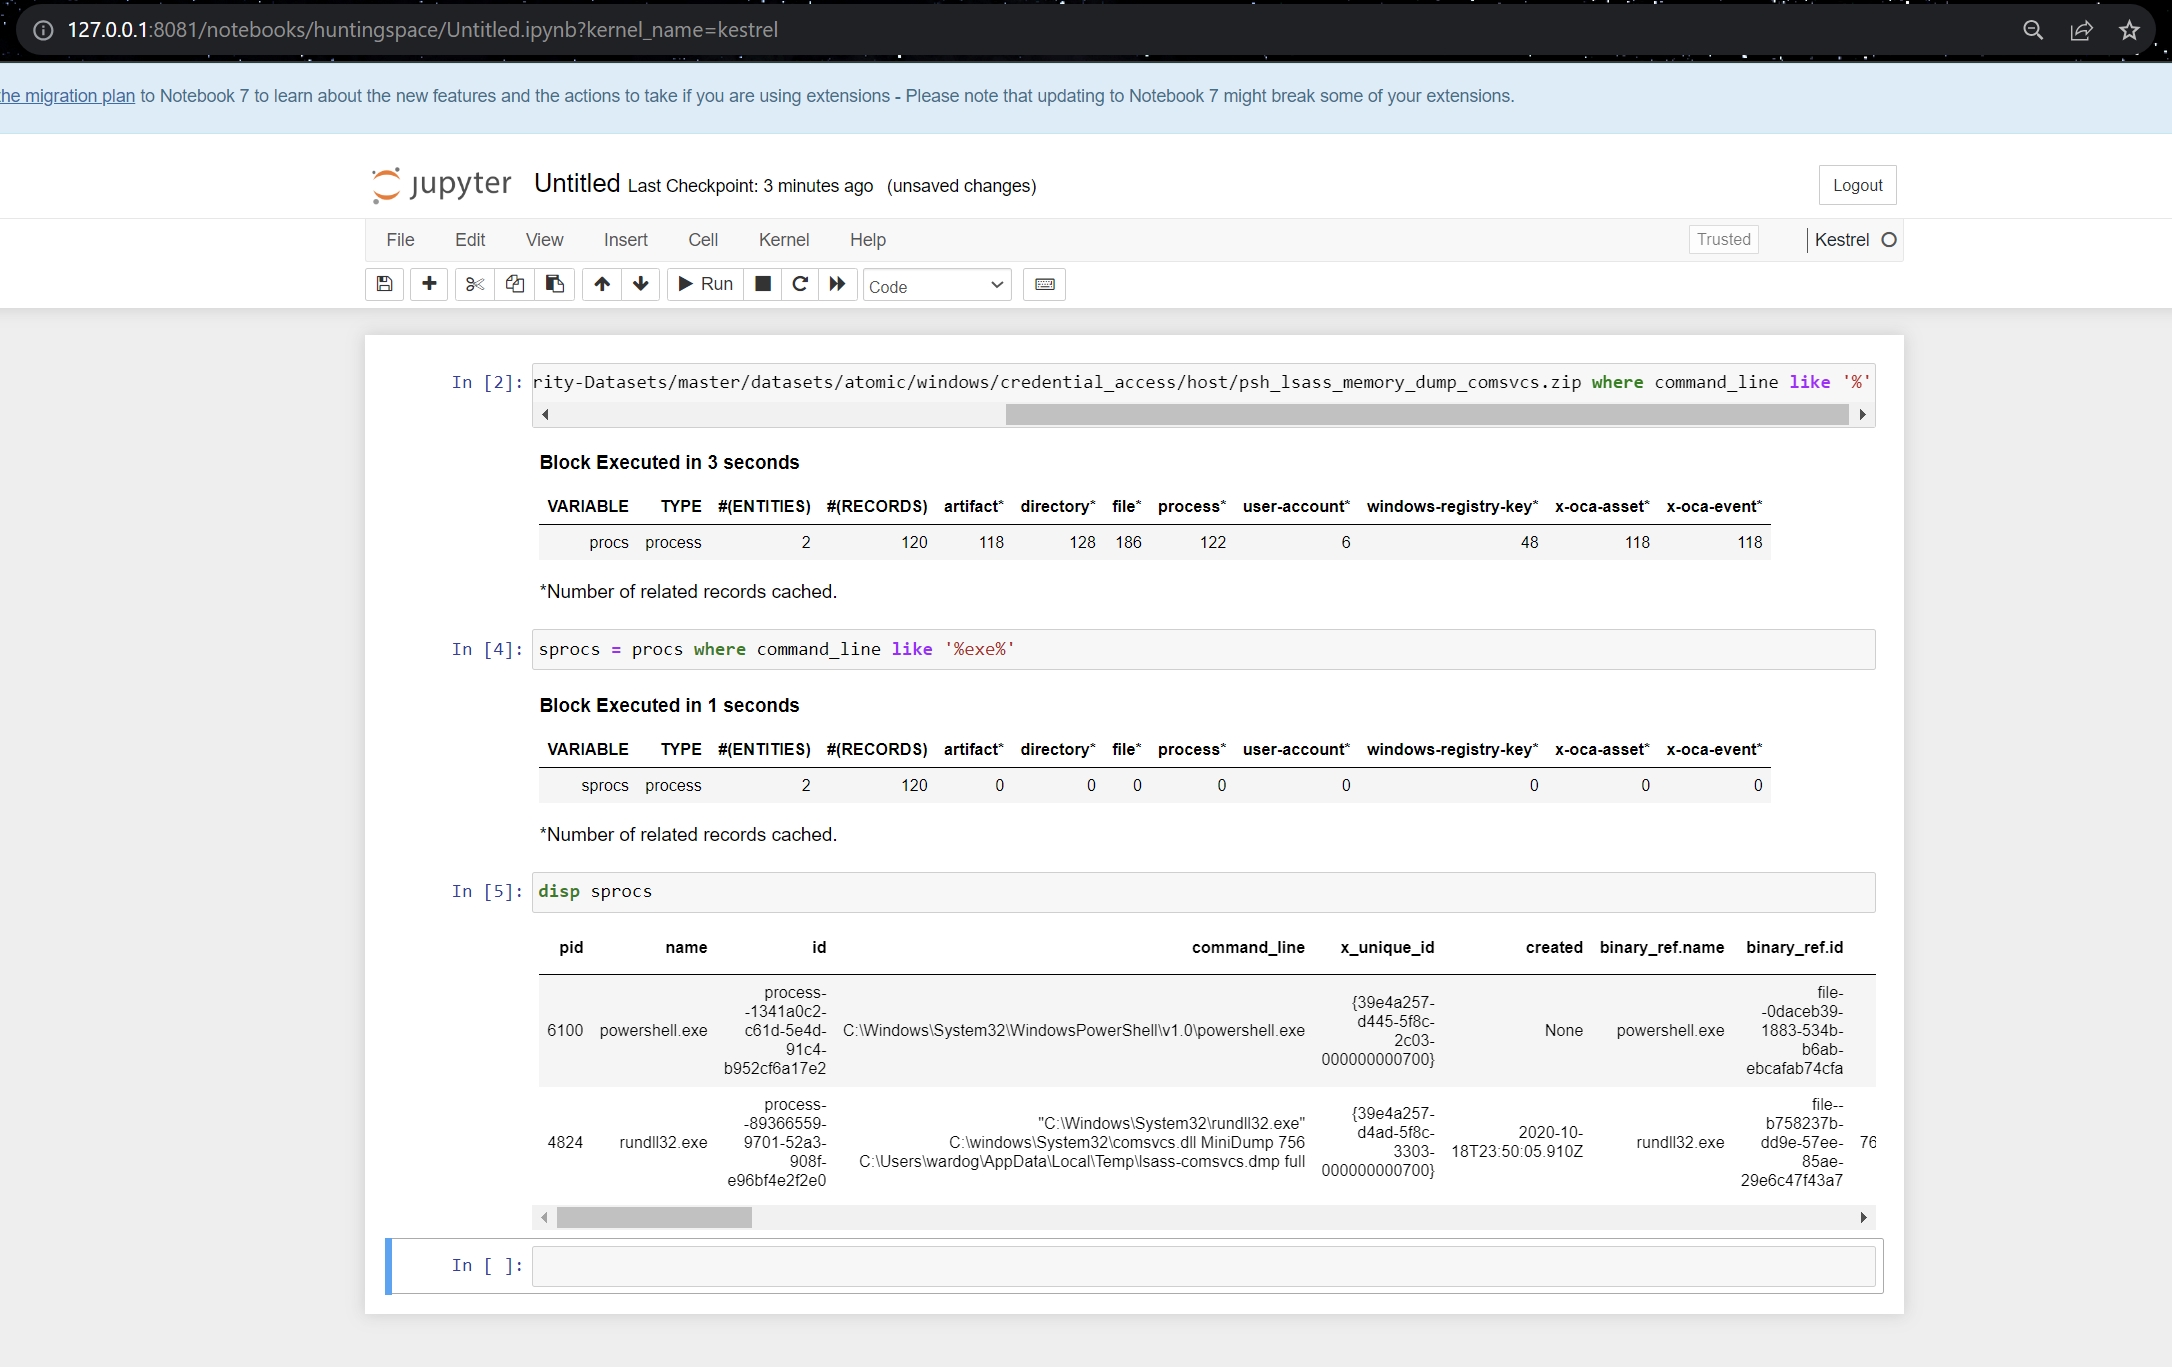 127.0.0.1:8081/notebooks/huntingspace/Untitled.ipynb?kernel_name=kestrel
he migration plan to Notebook 7 to learn about the new features and the actions to take if you are using extensions - Please note that updating to Notebook 7 might break some of your extensions.
jupyter Untitled Last Checkpoint: 3 minutes ago (unsaved changes) Logout
File Edit View Insert Cell Kernel Help Trusted Kestrel
Run Code
In [2]: rity-Datasets/master/datasets/atomic/windows/credential_access/host/psh_lsass_memory_dump_comsvcs.zip where command_line like '%'
Block Executed in 3 seconds
VARIABLE TYPE #(ENTITIES) #(RECORDS) artifact* directory* file* process* user-account* windows-registry-key* x-oca-asset* x-oca-event*
procs process 2 120 118 128 186 122 6 48 118 118
*Number of related records cached.
In [4]: sprocs = procs where command_line like '%exe%'
Block Executed in 1 seconds
VARIABLE TYPE #(ENTITIES) #(RECORDS) artifact* directory* file* process* user-account* windows-registry-key* x-oca-asset* x-oca-event*
sprocs process 2 120 0 0 0 0 0 0 0 0
*Number of related records cached.
In [5]: disp sprocs
pid name id command_line x_unique_id created binary_ref.name binary_ref.id
process- file-
-1341a0c2- {39e4a257- -0daceb39-
d445-5f8c-
6100 powershell.exe c61d-5e4d- C:\Windows\System32\WindowsPowerShell\v1.0\powershell.exe None powershell.exe 1883-534b-
2c03-
91c4- 000000000700} b6ab-
b952cf6a17e2 ebcafab74cfa
process- file--
-89366559- "C:\Windows\System32\rundll32.exe" {39e4a257- b758237b-
d4ad-5f8c- 2020-10-
4824 rundll32.exe 9701-52a3- C:\windows\System32\comsvcs.dll MiniDump 756 rundll32.exe dd9e-57ee- 76
3303- 18T23:50:05.910Z
908f- C:\Users\wardog\AppData\Local\Temp\lsass-comsvcs.dmp full 000000000700} 85ae-
e96bf4e2f2e0 29e6c47f43a7
In [ ]: